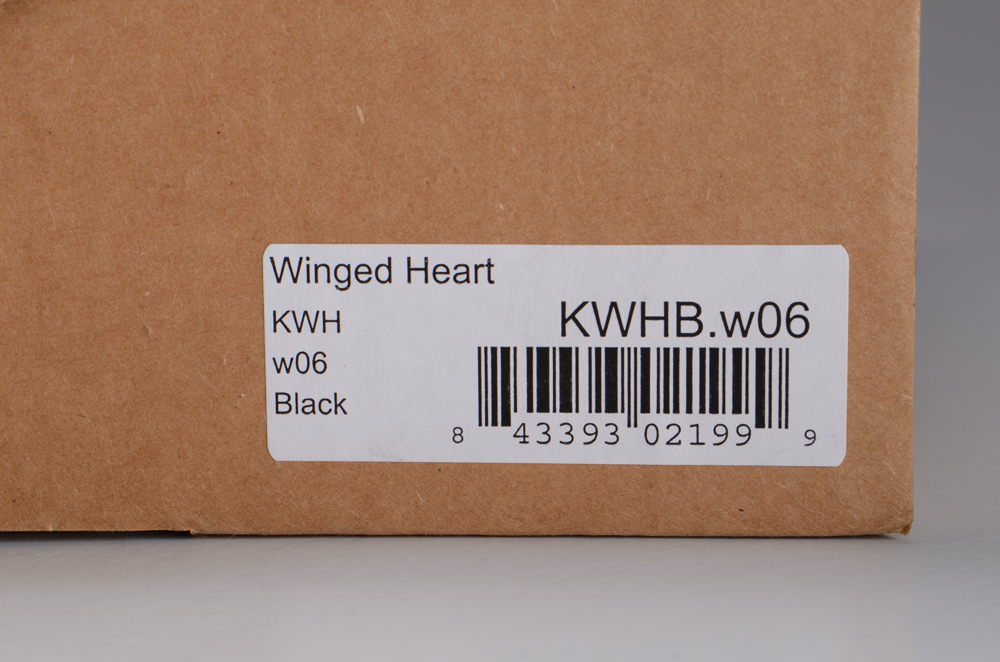 Winged Heart
KWH
KWHB.w06
w06
Black
8 43393 02199 9